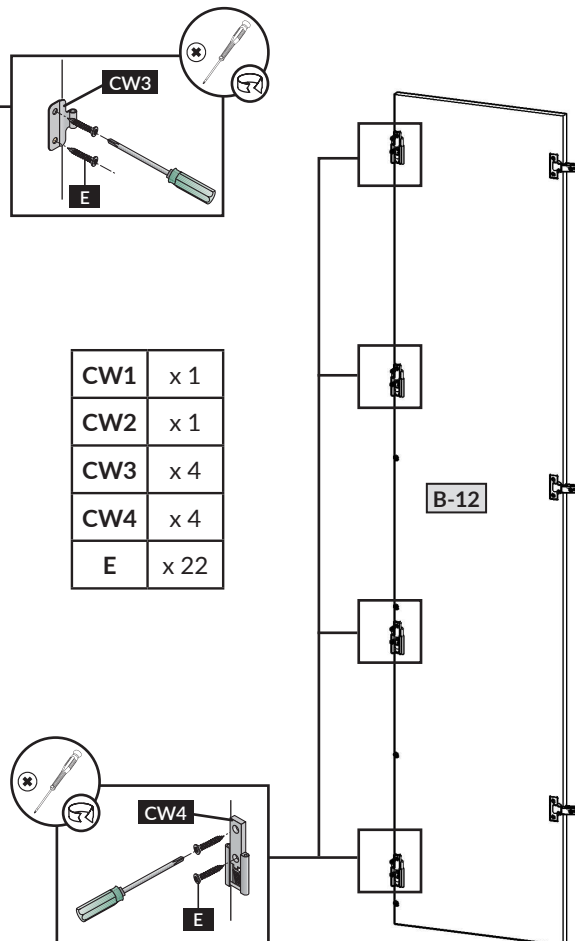 CW3
E
CW1 x 1
CW2 x 1
CW3 x 4
CW4 x 4
E x 22
B-12
CW4
E